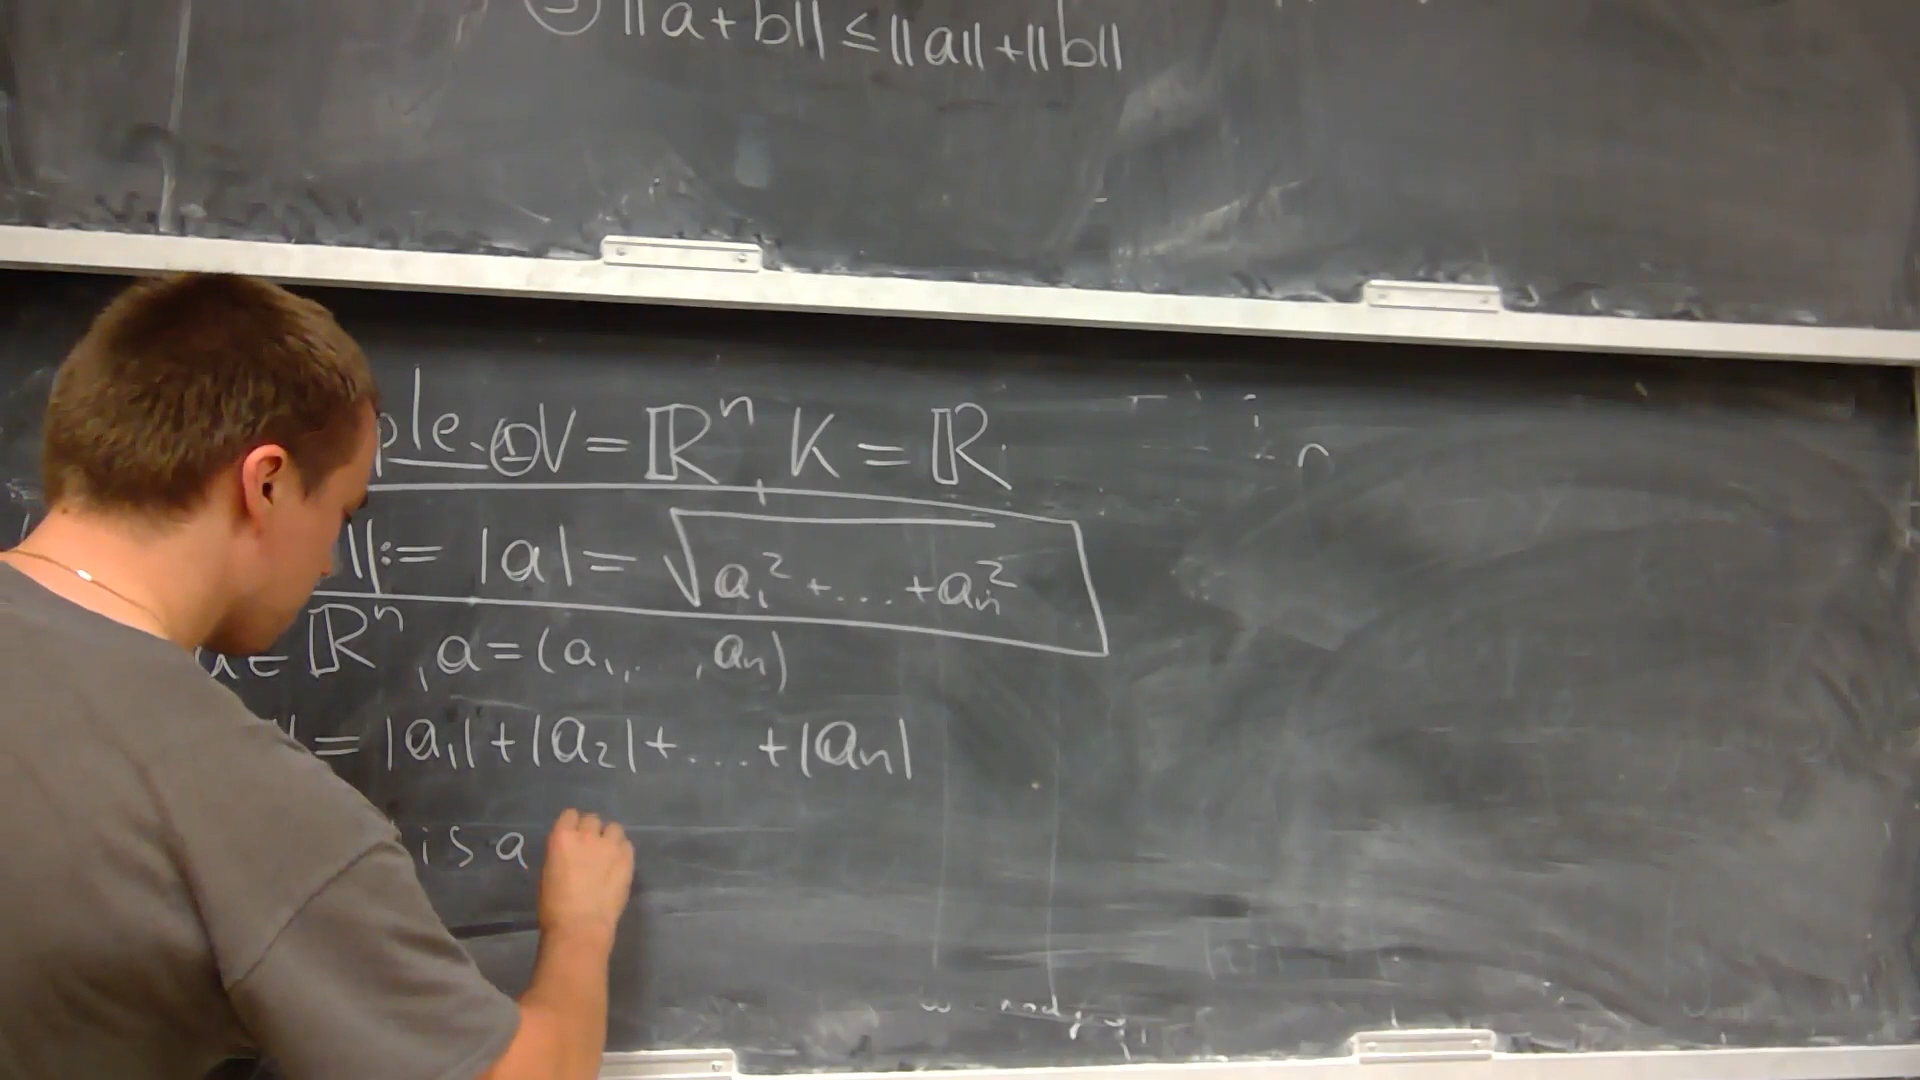 ③ ||a+b|| ≤ ||a|| + ||b||
ple. ① V = ℝⁿ, K = ℝ
||:= |a| = √(a₁² + ... + aₙ²)
∈ ℝⁿ, a = (a₁, . , aₙ)
= |a₁| + |a₂| + ... + |aₙ|
is a